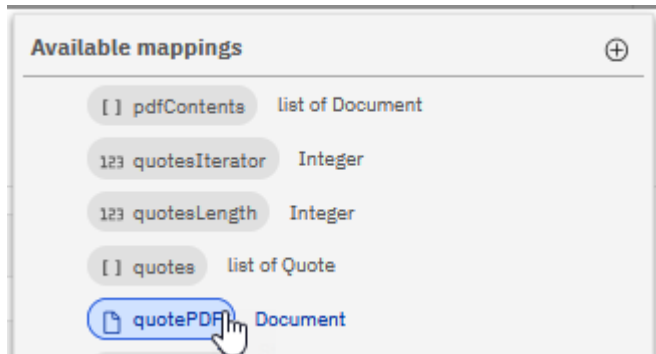 Available mappings
[ ] pdfContents list of Document
123 quotesIterator Integer
123 quotesLength Integer
[ ] quotes list of Quote
quotePDF Document